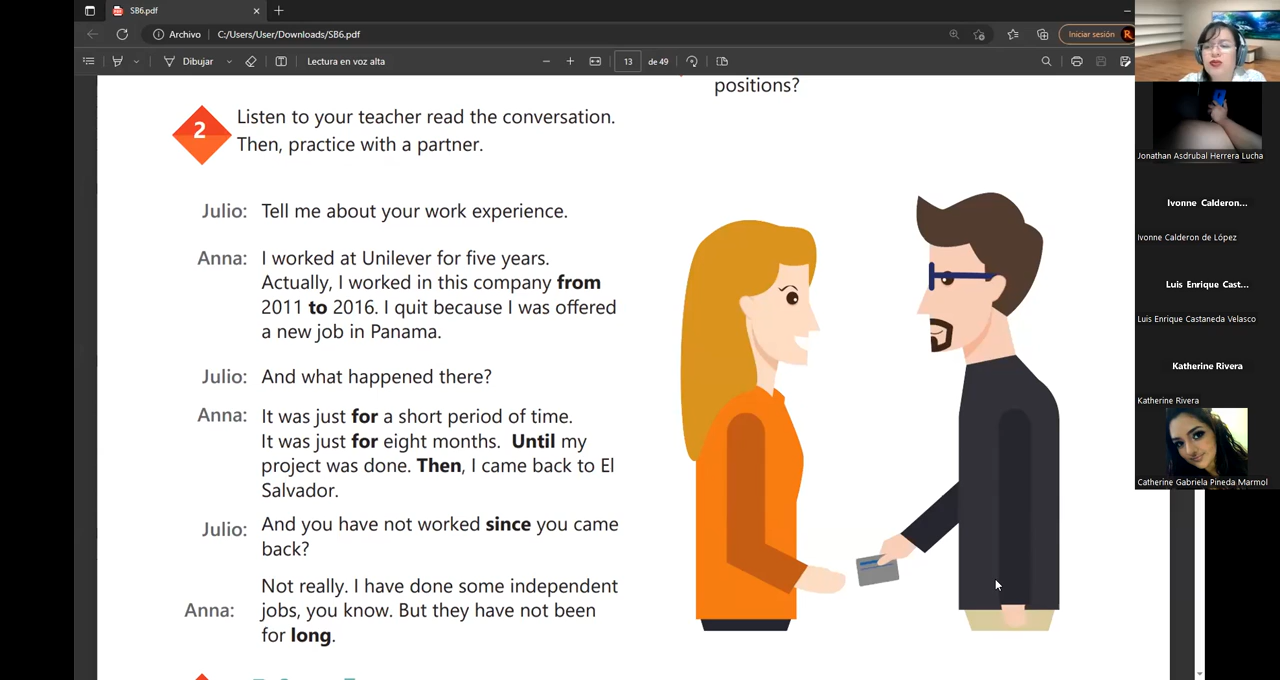 SB6.pdf
Archivo
C:/Users/User/Downloads/SB6.pdf
Iniciar sesión
R
Dibujar
Lectura en voz alta
13
de 49
positions?
2
Listen to your teacher read the conversation.
Then, practice with a partner.
Julio: Tell me about your work experience.
Anna: I worked at Unilever for five years.
Actually, I worked in this company from
2011 to 2016. I quit because I was offered
a new job in Panama.
Julio: And what happened there?
Anna: It was just for a short period of time.
It was just for eight months. Until my
project was done. Then, I came back to El
Salvador.
Julio: And you have not worked since you came
back?
Not really. I have done some independent
Anna: jobs, you know. But they have not been
for long.
Jonathan Asdrubal Herrera Lucha
Ivonne Calderon...
Ivonne Calderon de López
Luis Enrique Cast...
Luis Enrique Castaneda Velasco
Katherine Rivera
Katherine Rivera
Catherine Gabriela Pineda Marmol